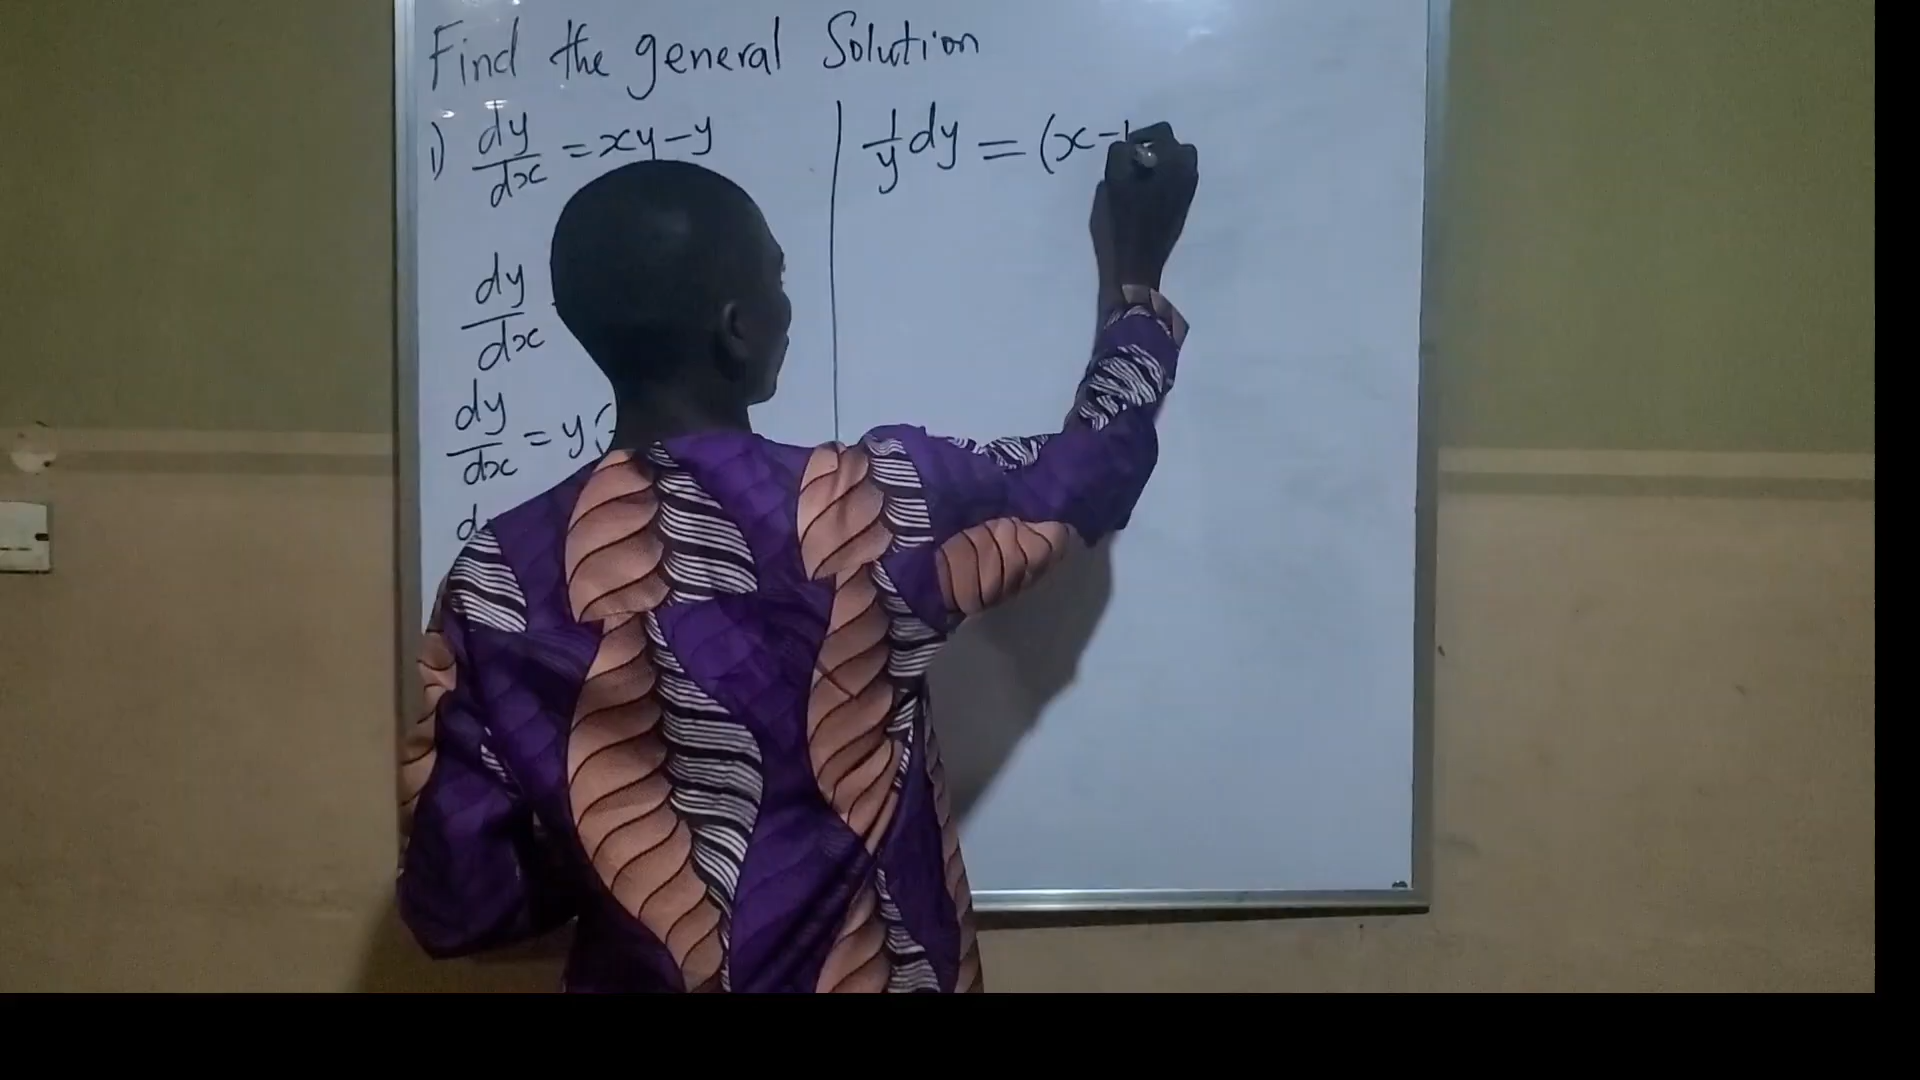 Find the general Solution
i) dy/dx = xy - y
dy/dx
dy/dx = y(
d
1/y dy = (x - 1